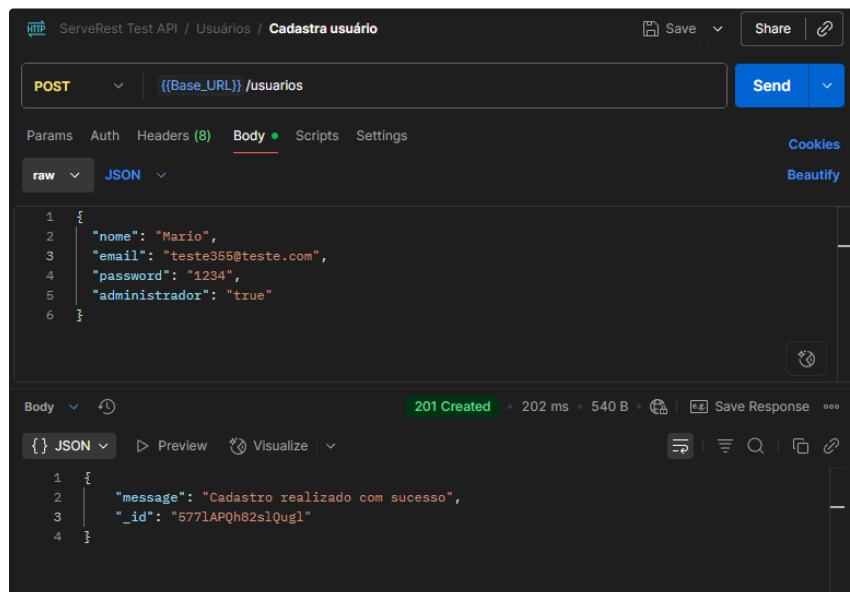 HTTP ServeRest Test API / Usuários / Cadastra usuário Save Share
POST {{Base_URL}} /usuarios Send
Params Auth Headers (8) Body Scripts Settings Cookies
raw JSON Beautify
1 {
2 "nome": "Mario",
3 "email": "teste355@teste.com",
4 "password": "1234",
5 "administrador": "true"
6 }
Body 201 Created 202 ms 540 B e.g. Save Response
{} JSON Preview Visualize
1 {
2 "message": "Cadastro realizado com sucesso",
3 "_id": "577lAPQh82slQugl"
4 }